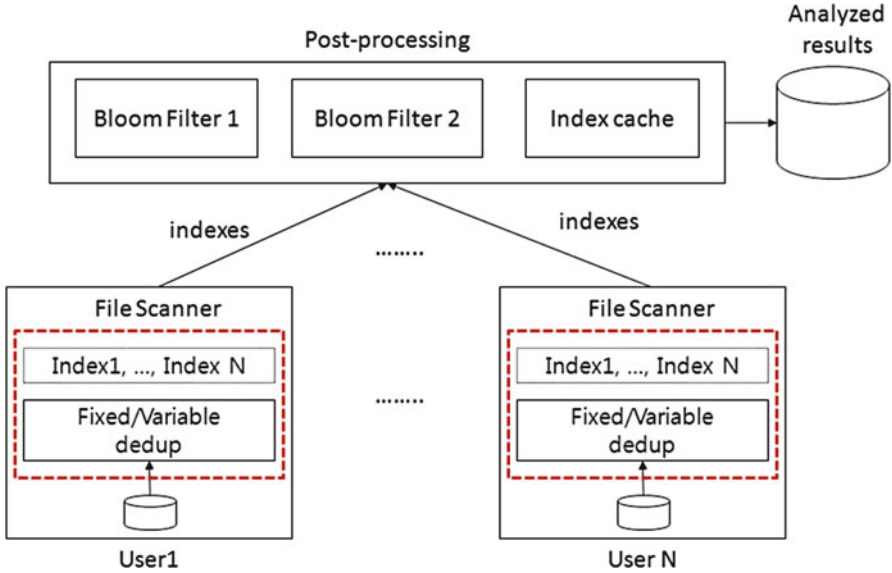 Post-processing
Analyzed
results
Bloom Filter 1
Bloom Filter 2
Index cache
indexes
indexes
........
File Scanner
Index1, ..., Index N
Fixed/Variable
dedup
User1
........
File Scanner
Index1, ..., Index N
Fixed/Variable
dedup
User N